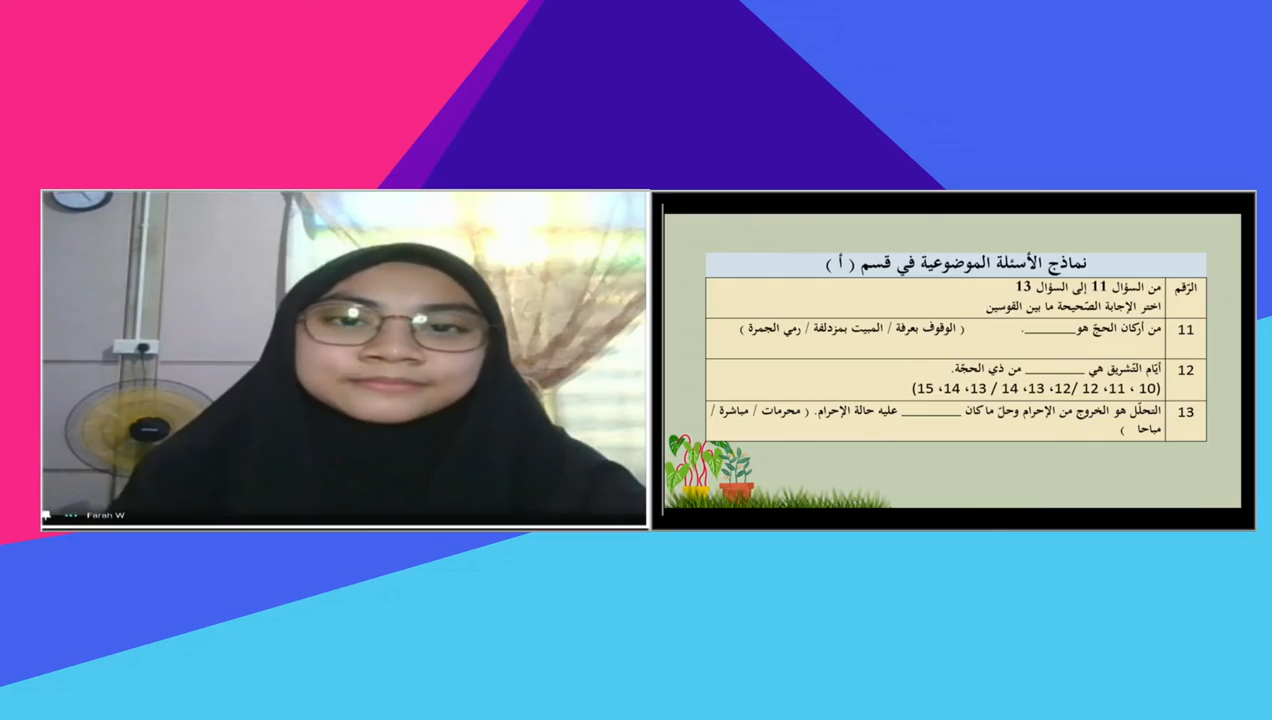 Farah W
نماذج الأسئلة الموضوعية في قسم ( أ )
الرّقم
من السؤال 11 إلى السؤال 13
اختر الإجابة الصّحيحة ما بين القوسين
11 من أركان الحجّ هو________. ( الوقوف بعرفة / المبيت بمزدلفة / رمي الجمرة )
12 أيّام التّشريق هي _________ من ذي الحجّة.
(10 ، 11، 12 /12، 13، 14 / 13، 14، 15)
13 التحلّل هو الخروج من الإحرام وحلّ ما كان _________ عليه حالة الإحرام. ( محرمات / مباشرة /
مباحا )